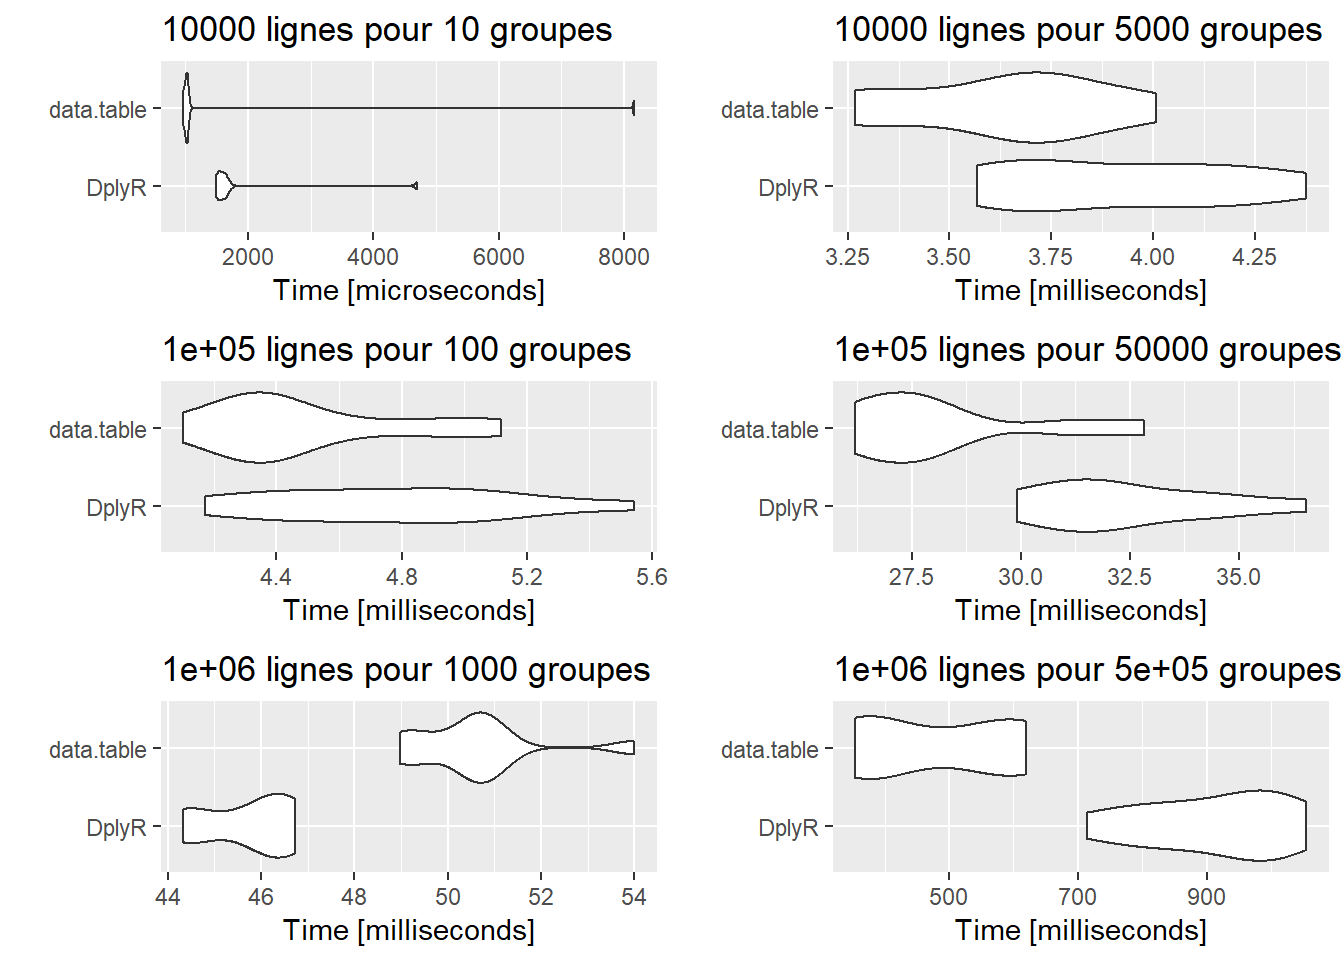 10000 lignes pour 10 groupes
data.table
DplyR
2000 4000 6000 8000
Time [microseconds]
10000 lignes pour 5000 groupes
data.table
DplyR
3.25 3.50 3.75 4.00 4.25
Time [milliseconds]
1e+05 lignes pour 100 groupes
data.table
DplyR
4.4 4.8 5.2 5.6
Time [milliseconds]
1e+05 lignes pour 50000 groupes
data.table
DplyR
27.5 30.0 32.5 35.0
Time [milliseconds]
1e+06 lignes pour 1000 groupes
data.table
DplyR
44 46 48 50 52 54
Time [milliseconds]
1e+06 lignes pour 5e+05 groupes
data.table
DplyR
500 700 900
Time [milliseconds]